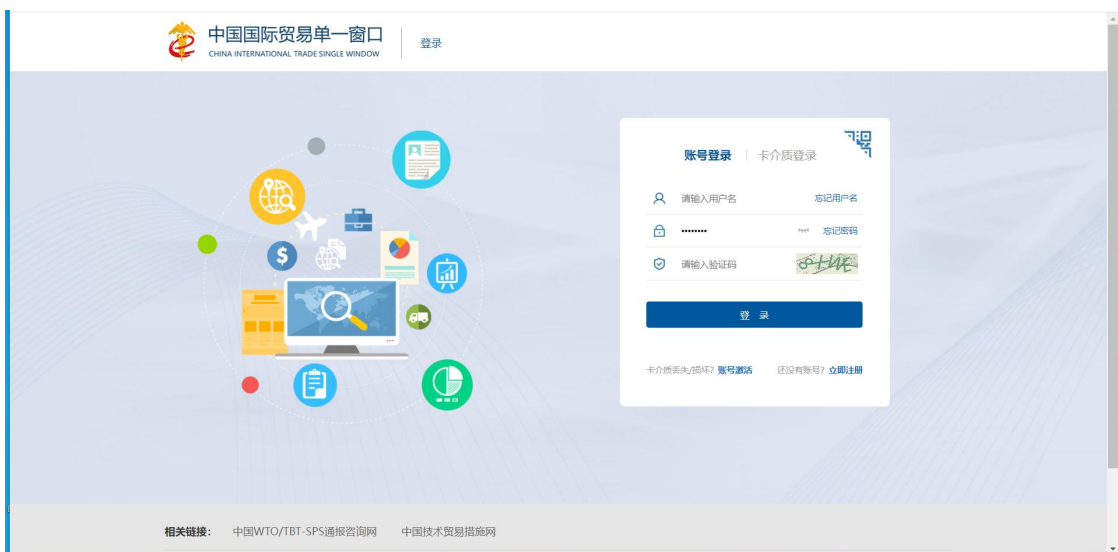 中国国际贸易单一窗口
CHINA INTERNATIONAL TRADE SINGLE WINDOW
登录
账号登录 卡介质登录
请输入用户名 忘记用户名
•••••••• 忘记密码
请输入验证码
登 录
卡介质丢失/损坏? 账号激活 还没有账号? 立即注册
相关链接: 中国WTO/TBT-SPS通报咨询网 中国技术贸易措施网